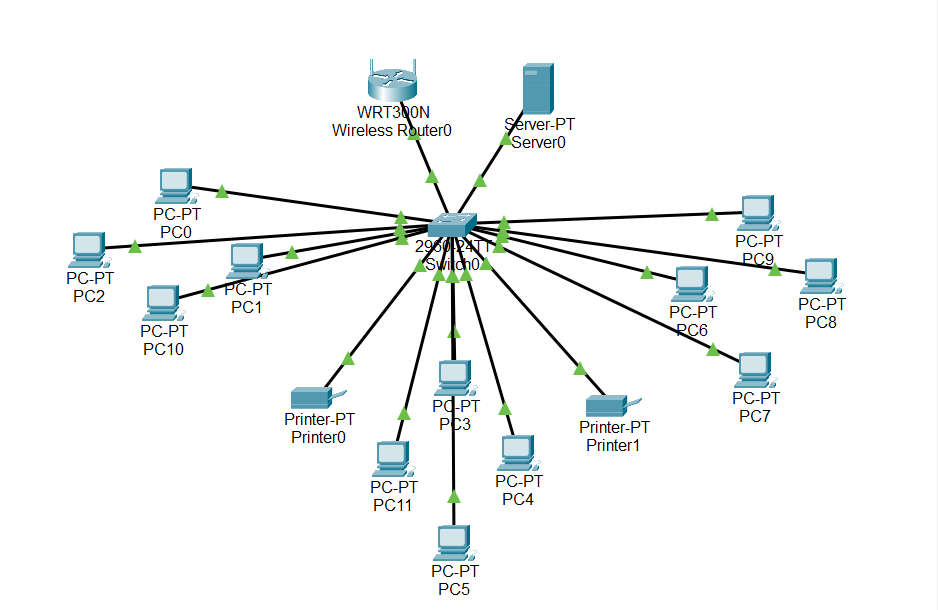 WRT300N
Wireless Router0
Server-PT
Server0
PC-PT
PC0
PC-PT
PC2
PC-PT
PC1
PC-PT
PC10
2960-24TT
Switch0
PC-PT
PC9
PC-PT
PC8
PC-PT
PC6
PC-PT
PC7
Printer-PT
Printer0
PC-PT
PC3
Printer-PT
Printer1
PC-PT
PC11
PC-PT
PC4
PC-PT
PC5